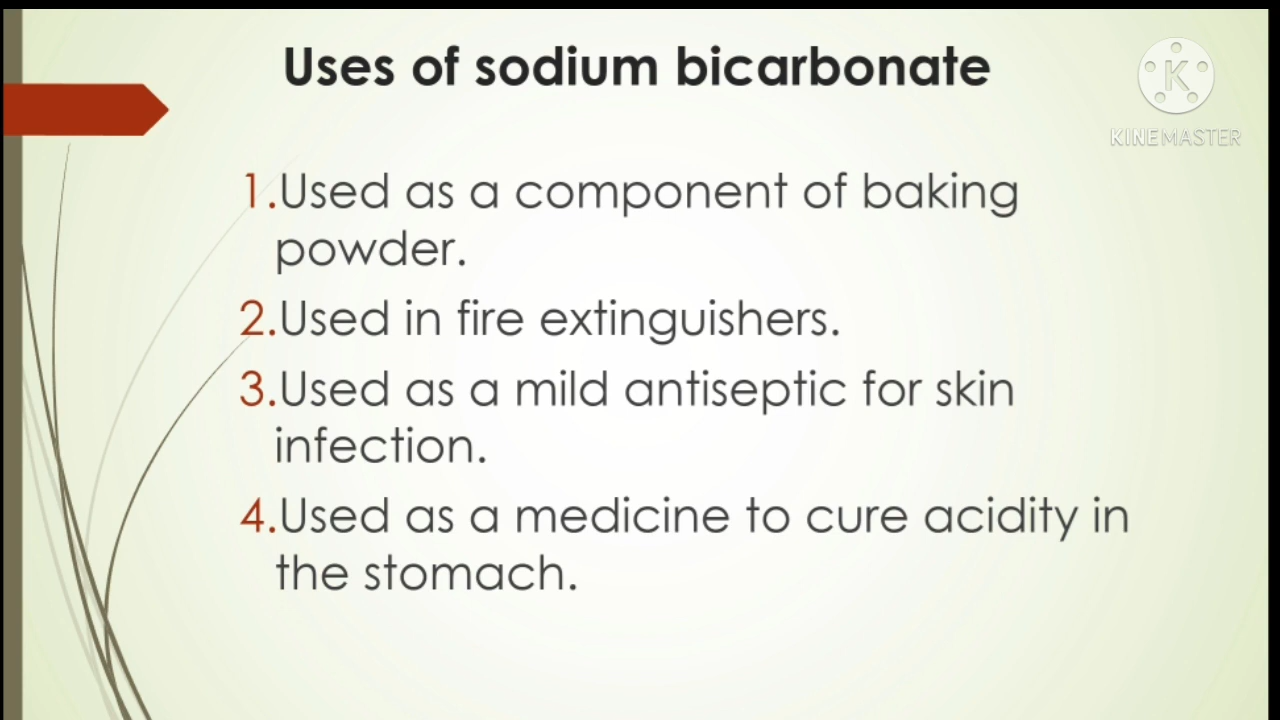 Uses of sodium bicarbonate
K
KINEMASTER
1.Used as a component of baking
powder.
2.Used in fire extinguishers.
3.Used as a mild antiseptic for skin
infection.
4.Used as a medicine to cure acidity in
the stomach.